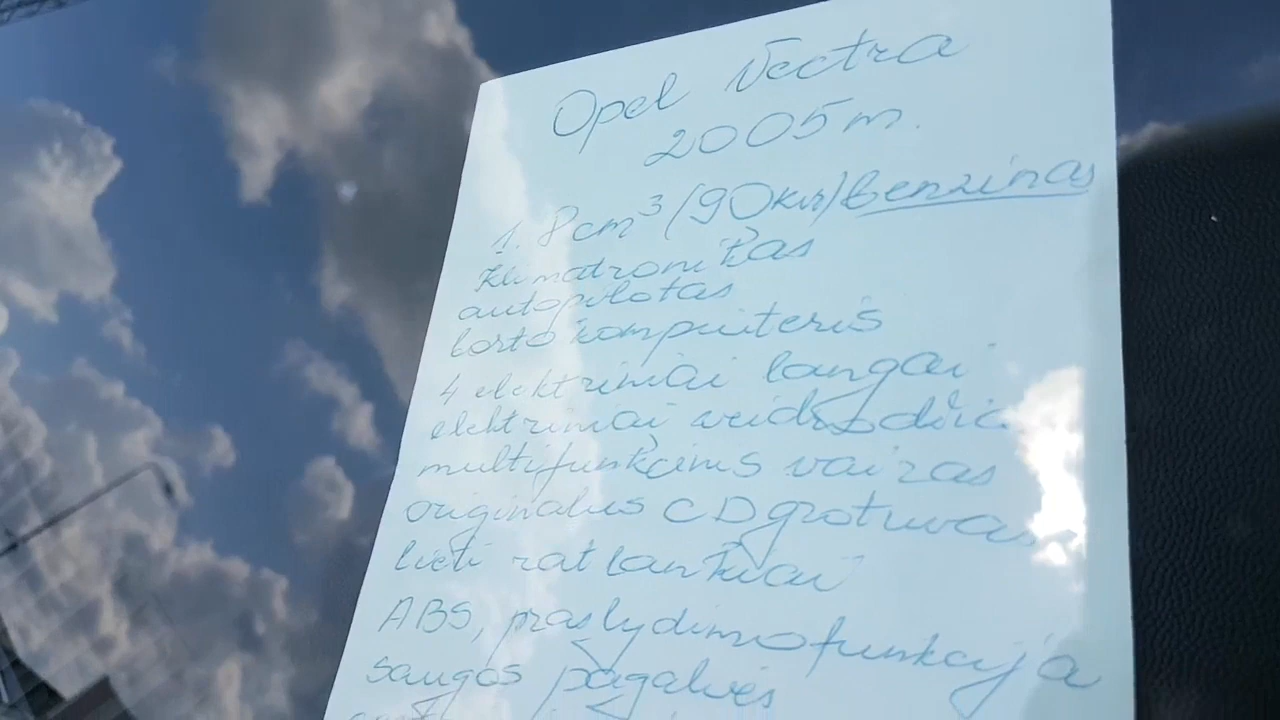 Opel Vectra
2005m.
1.8cm³ (90kw) benzinas
klimatronikas
autopilotas
borto kompiuteris
4 elektriniai langai
elektriniai veidrodžia
multifunkcinis vairas
originalus CD grotuvas
lieti ratlankiai
ABS, praslydimo funkcija
saugos pagalvės